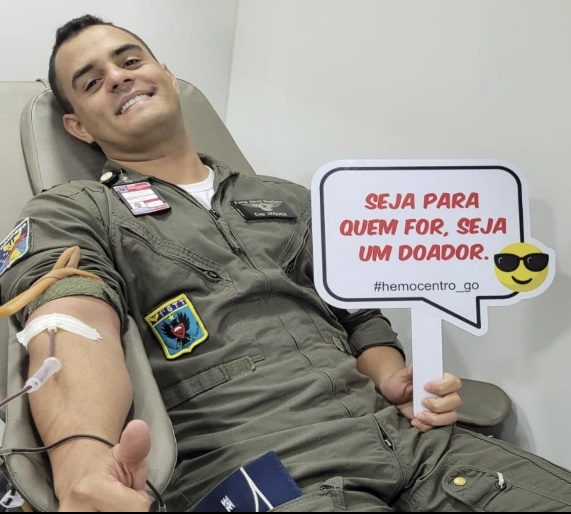 SEJA PARA
QUEM FOR, SEJA
UM DOADOR.
#hemocentro_go